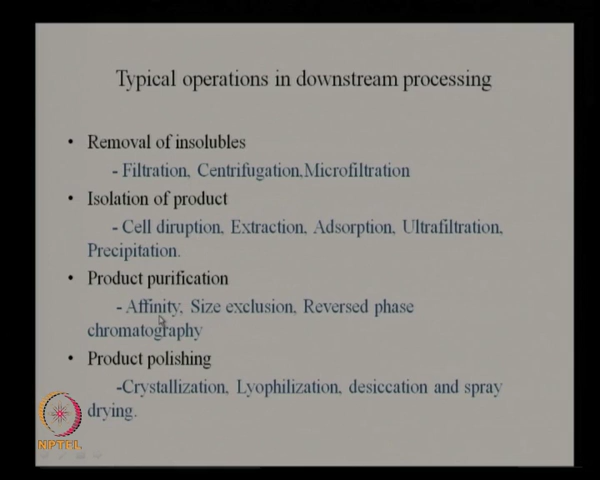 Typical operations in downstream processing
• Removal of insolubles
- Filtration, Centrifugation,Microfiltration
• Isolation of product
- Cell diruption, Extraction, Adsorption, Ultrafiltration,
Precipitation.
• Product purification
- Affinity, Size exclusion, Reversed phase
chromatography
• Product polishing
-Crystallization, Lyophilization, desiccation and spray
drying.
NPTEL